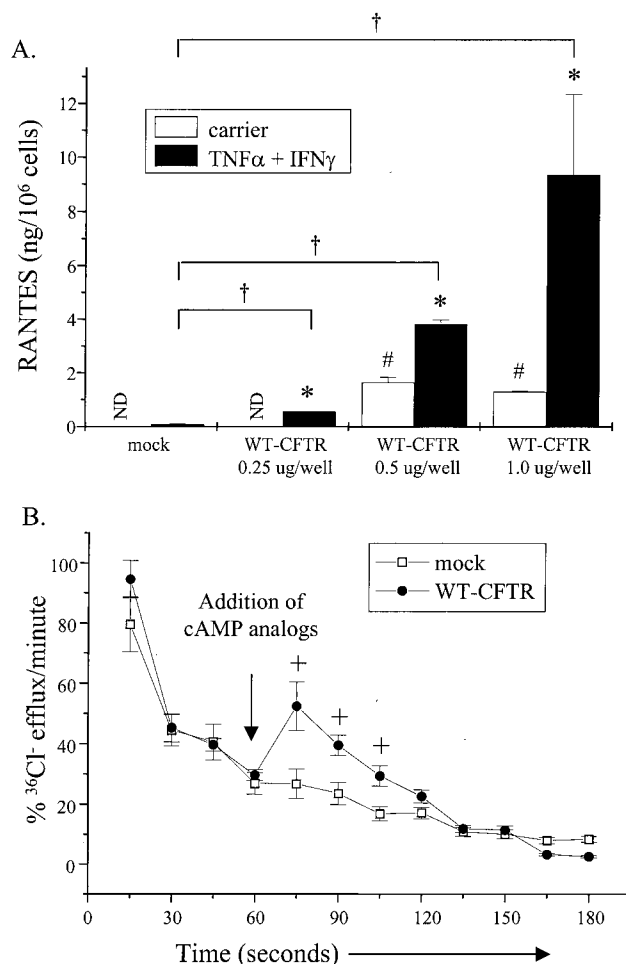 A.
†
12
10
8
6
4
2
0
RANTES (ng/10⁶ cells)
carrier
TNFα + IFNγ
†
†
*
*
*
#
#
ND
ND
mock
WT-CFTR
0.25 ug/well
WT-CFTR
0.5 ug/well
WT-CFTR
1.0 ug/well
B.
100
80
60
40
20
0
% ³⁶Cl- efflux/minute
mock
WT-CFTR
Addition of
cAMP analogs
+
+
+
0
30
60
90
120
150
180
Time (seconds)